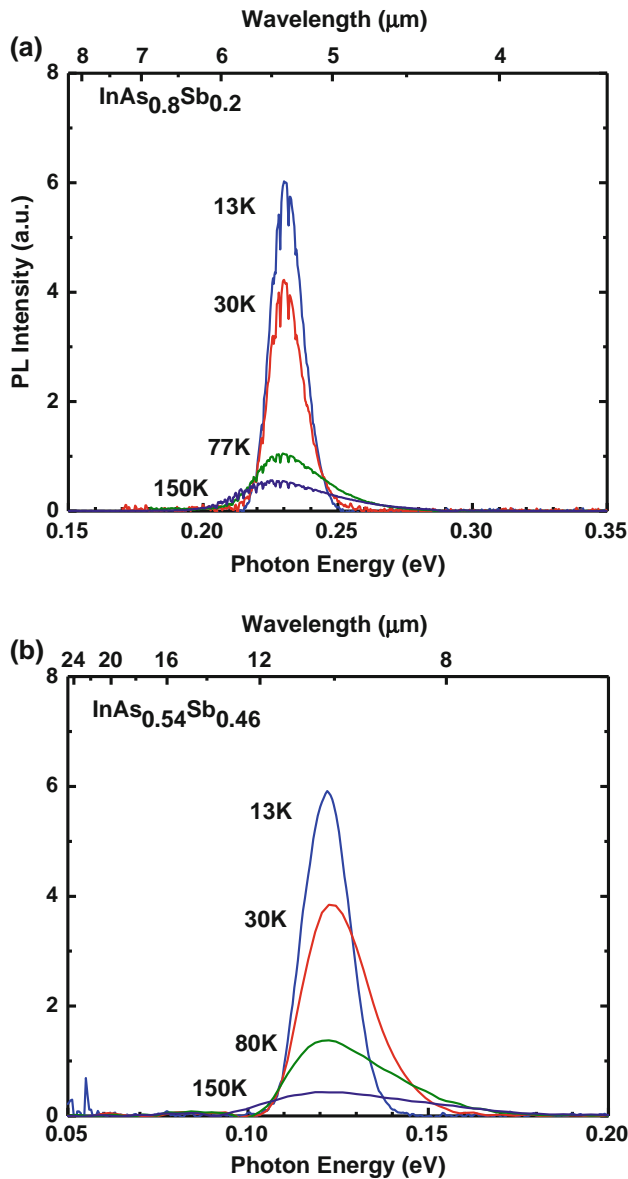 Wavelength (μm)
(a)
8 7 6 5 4
InAs0.8Sb0.2
8
6
4
2
0
PL Intensity (a.u.)
13K
30K
77K
150K
0.15 0.20 0.25 0.30 0.35
Photon Energy (eV)
Wavelength (μm)
(b)
24 20 16 12 8
InAs0.54Sb0.46
8
6
4
2
0
13K
30K
80K
150K
0.05 0.10 0.15 0.20
Photon Energy (eV)